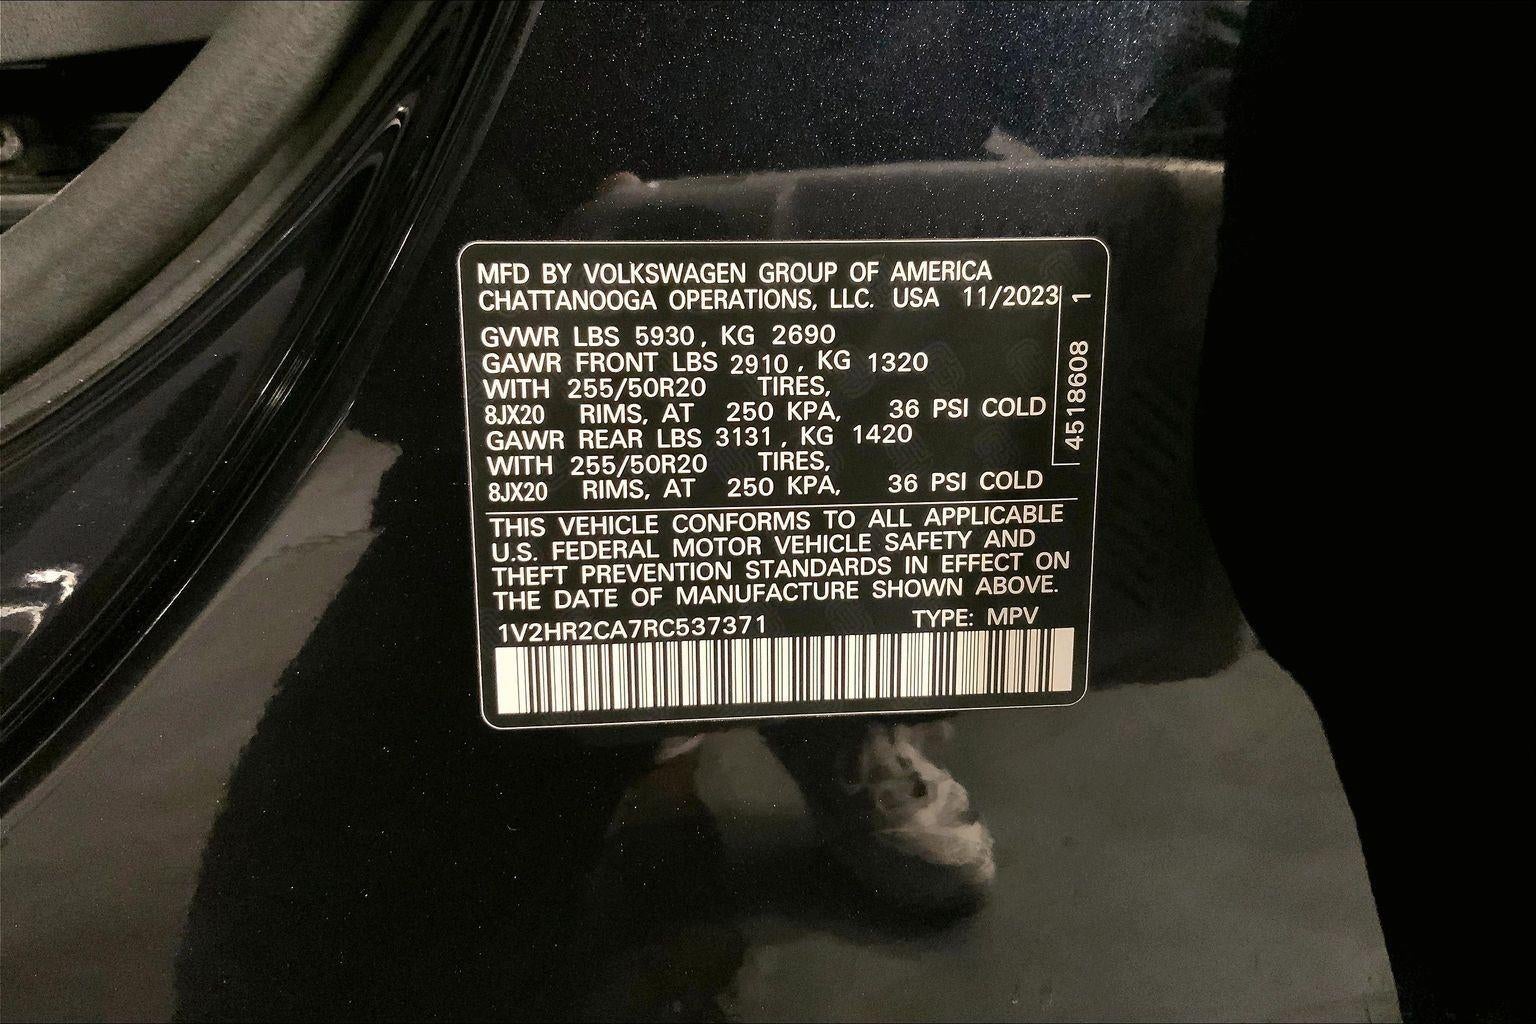 MFD BY VOLKSWAGEN GROUP OF AMERICA
CHATTANOOGA OPERATIONS, LLC. USA 11/2023
GVWR LBS 5930, KG 2690
GAWR FRONT LBS 2910, KG 1320
WITH 255/50R20 TIRES,
8JX20 RIMS, AT 250 KPA, 36 PSI COLD
GAWR REAR LBS 3131, KG 1420
WITH 255/50R20 TIRES,
8JX20 RIMS, AT 250 KPA, 36 PSI COLD
THIS VEHICLE CONFORMS TO ALL APPLICABLE
U.S. FEDERAL MOTOR VEHICLE SAFETY AND
THEFT PREVENTION STANDARDS IN EFFECT ON
THE DATE OF MANUFACTURE SHOWN ABOVE.
1V2HR2CA7RC537371 TYPE: MPV
4518608 1